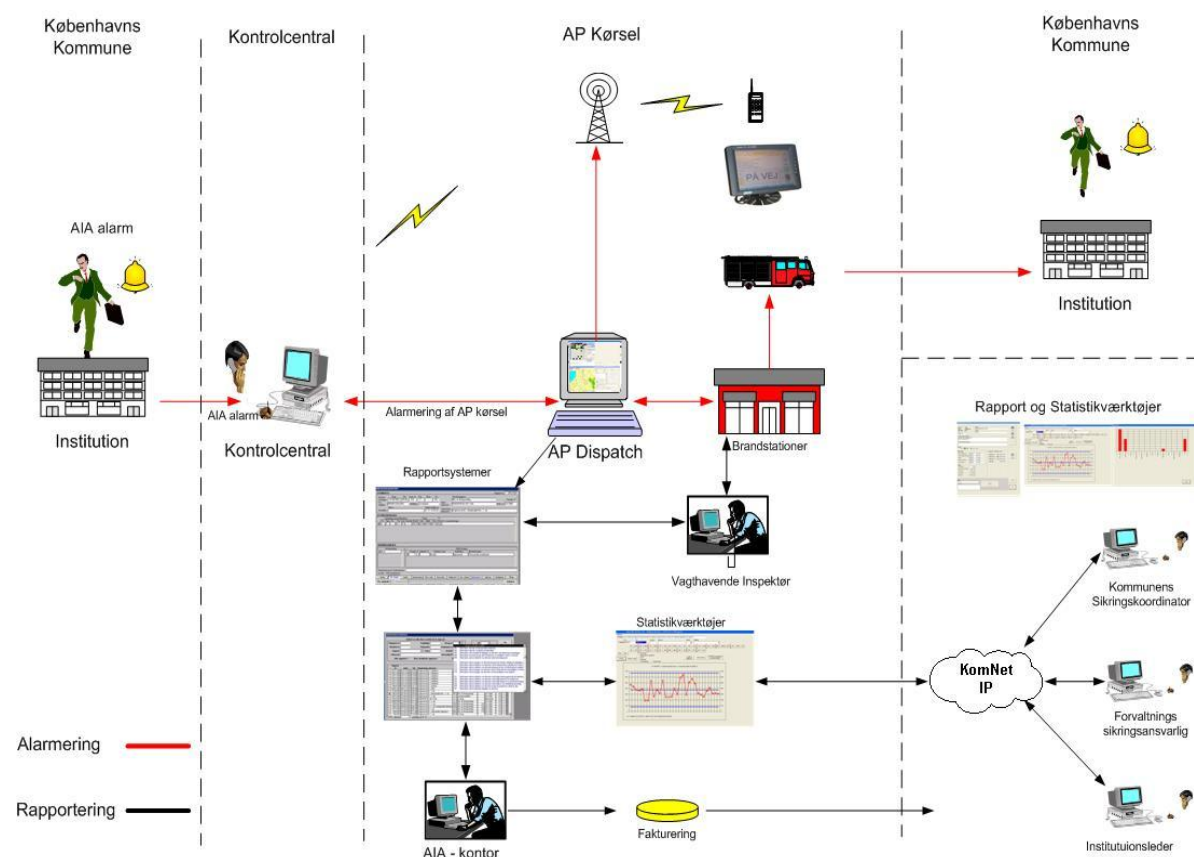 Københavns
Kommune
Kontrolcentral
AP Kørsel
Københavns
Kommune
PÅ VEJ
AIA alarm
Institution
Institution
AIA alarm
Kontrolcentral
Alarmering af AP kørsel
AP Dispatch
Brandstationer
Rapport og Statistikværktøjer
Rapportsystemer
Vagthavende Inspektør
Kommunens
Sikringskoordinator
Statistikværktøjer
KomNet
IP
Forvaltnings
sikringsansvarlig
Alarmering
Rapportering
Fakturering
AIA - kontor
Institutuionsleder